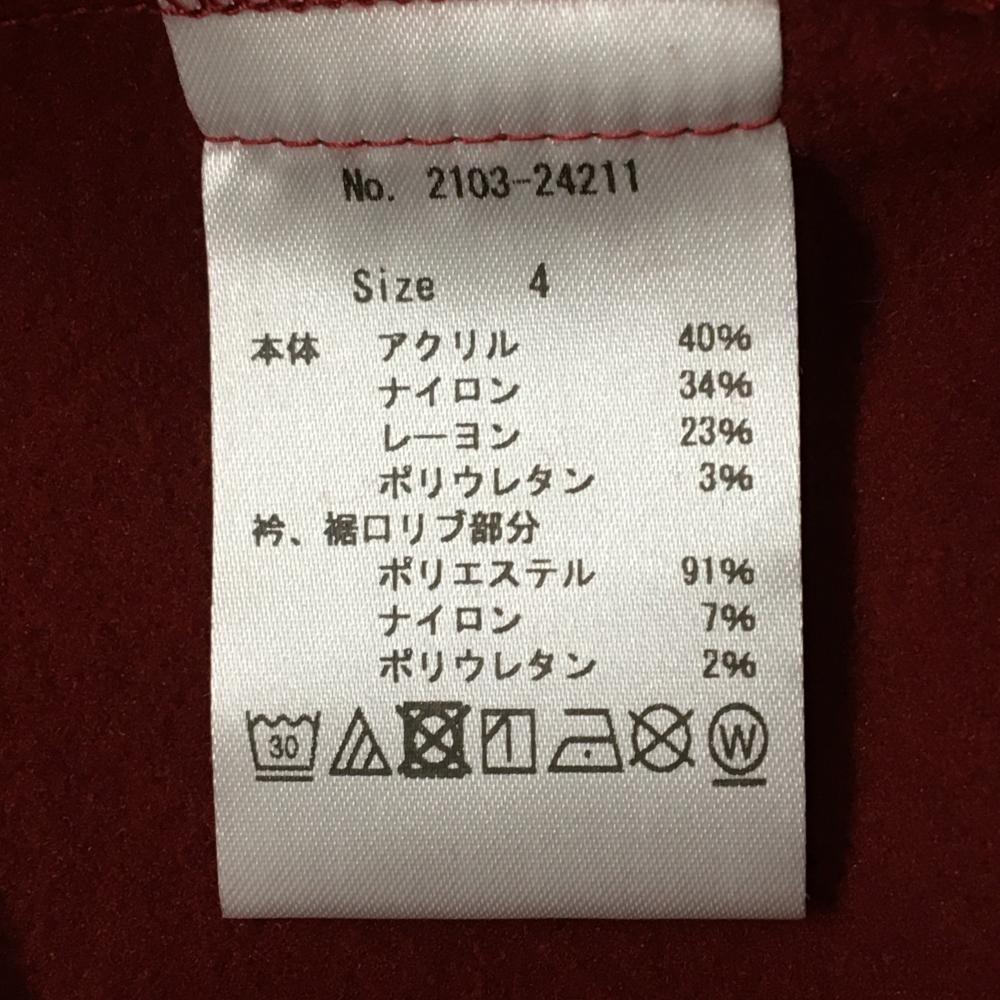 No. 2103-24211
Size 4
本体 アクリル 40%
ナイロン 34%
レーヨン 23%
ポリウレタン 3%
衿、裾口リブ部分
ポリエステル 91%
ナイロン 7%
ポリウレタン 2%
30 W